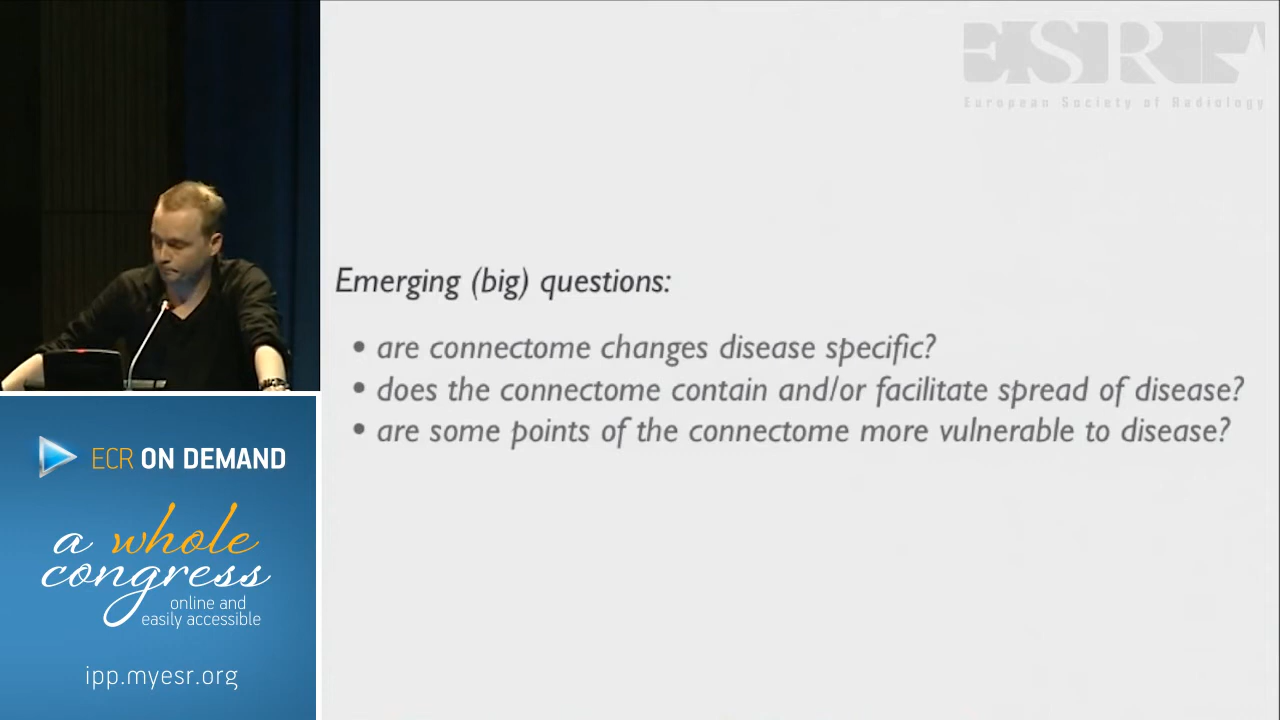 ESR
European Society of Radiology
Emerging (big) questions:
• are connectome changes disease specific?
• does the connectome contain and/or facilitate spread of disease?
• are some points of the connectome more vulnerable to disease?
ECR ON DEMAND
a whole
congress
online and
easily accessible
ipp.myesr.org